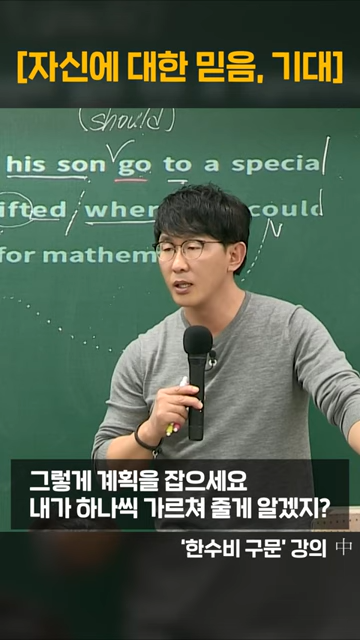 [자신에 대한 믿음, 기대]
(should)
his son go to a special
ifted when could
N
for mathem
그렇게 계획을 잡으세요
내가 하나씩 가르쳐 줄게 알겠지?
‘한수비 구문’ 강의 中